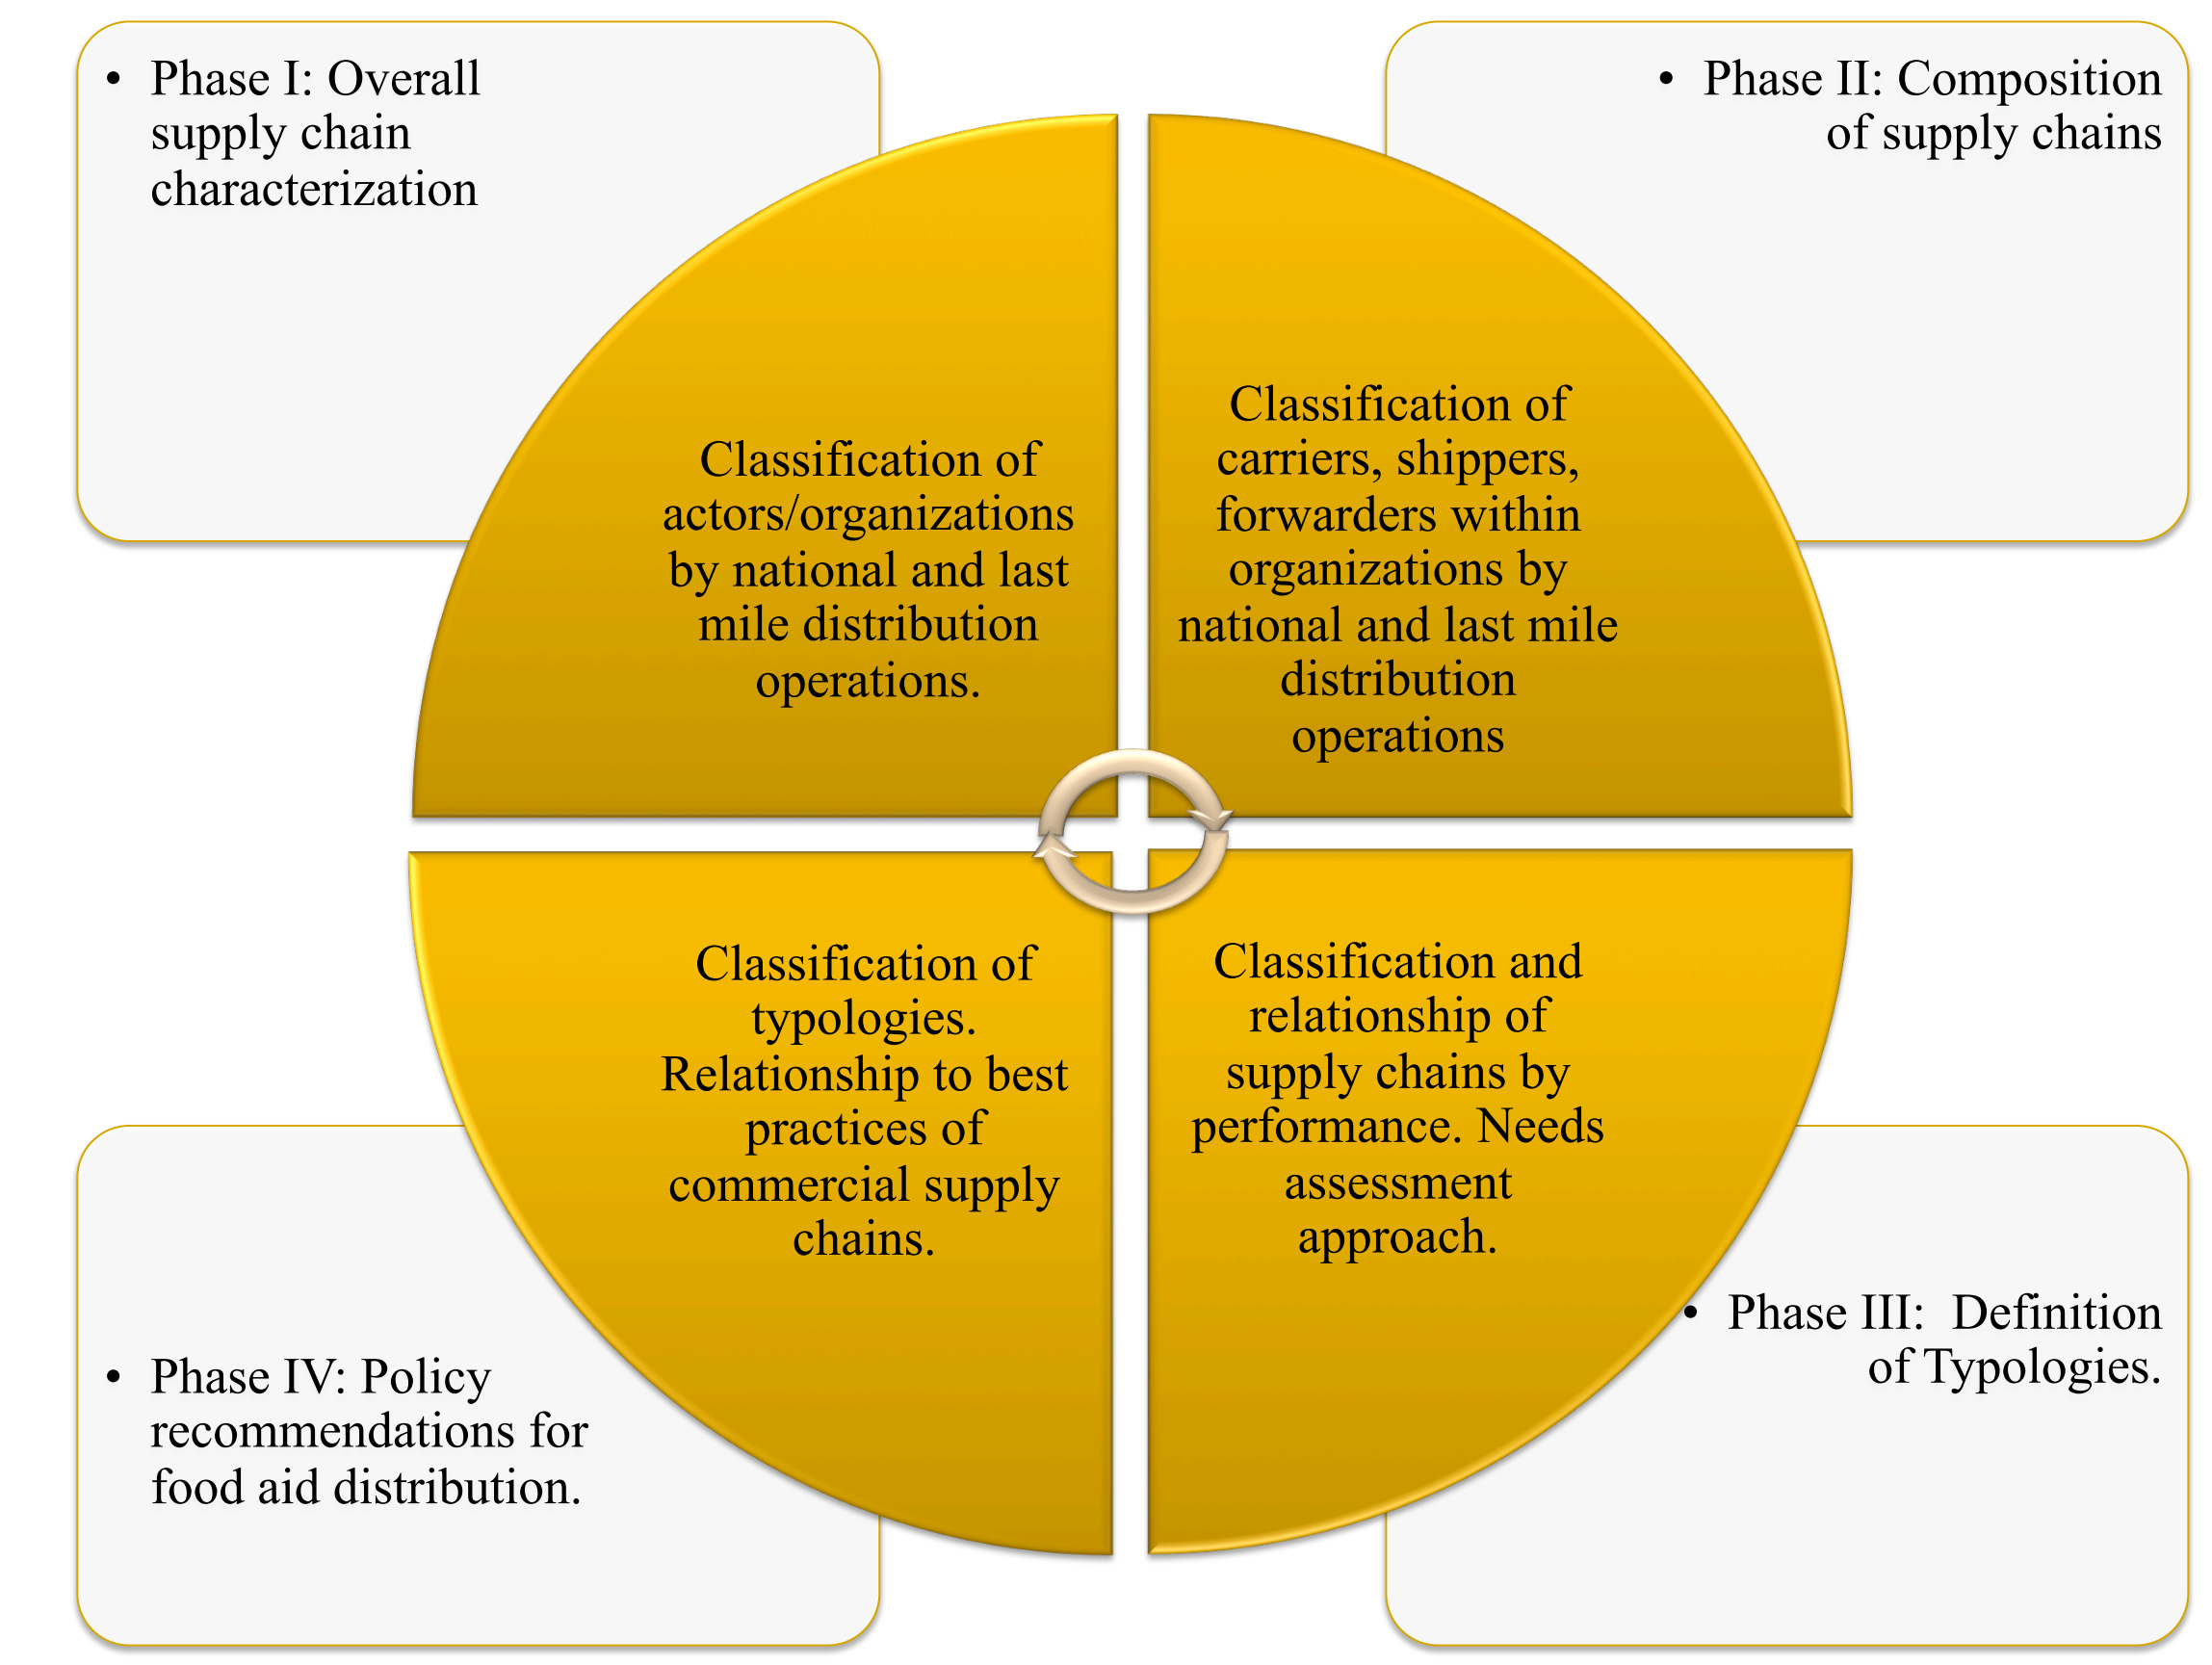 • Phase I: Overall
supply chain
characterization
• Phase II: Composition
of supply chains
Classification of
actors/organizations
by national and last
mile distribution
operations.
Classification of
carriers, shippers,
forwarders within
organizations by
national and last mile
distribution
operations
Classification and
relationship of
supply chains by
performance. Needs
assessment
approach.
• Phase III:  Definition
of Typologies.
Classification of
typologies.
Relationship to best
practices of
commercial supply
chains.
• Phase IV: Policy
recommendations for
food aid distribution.